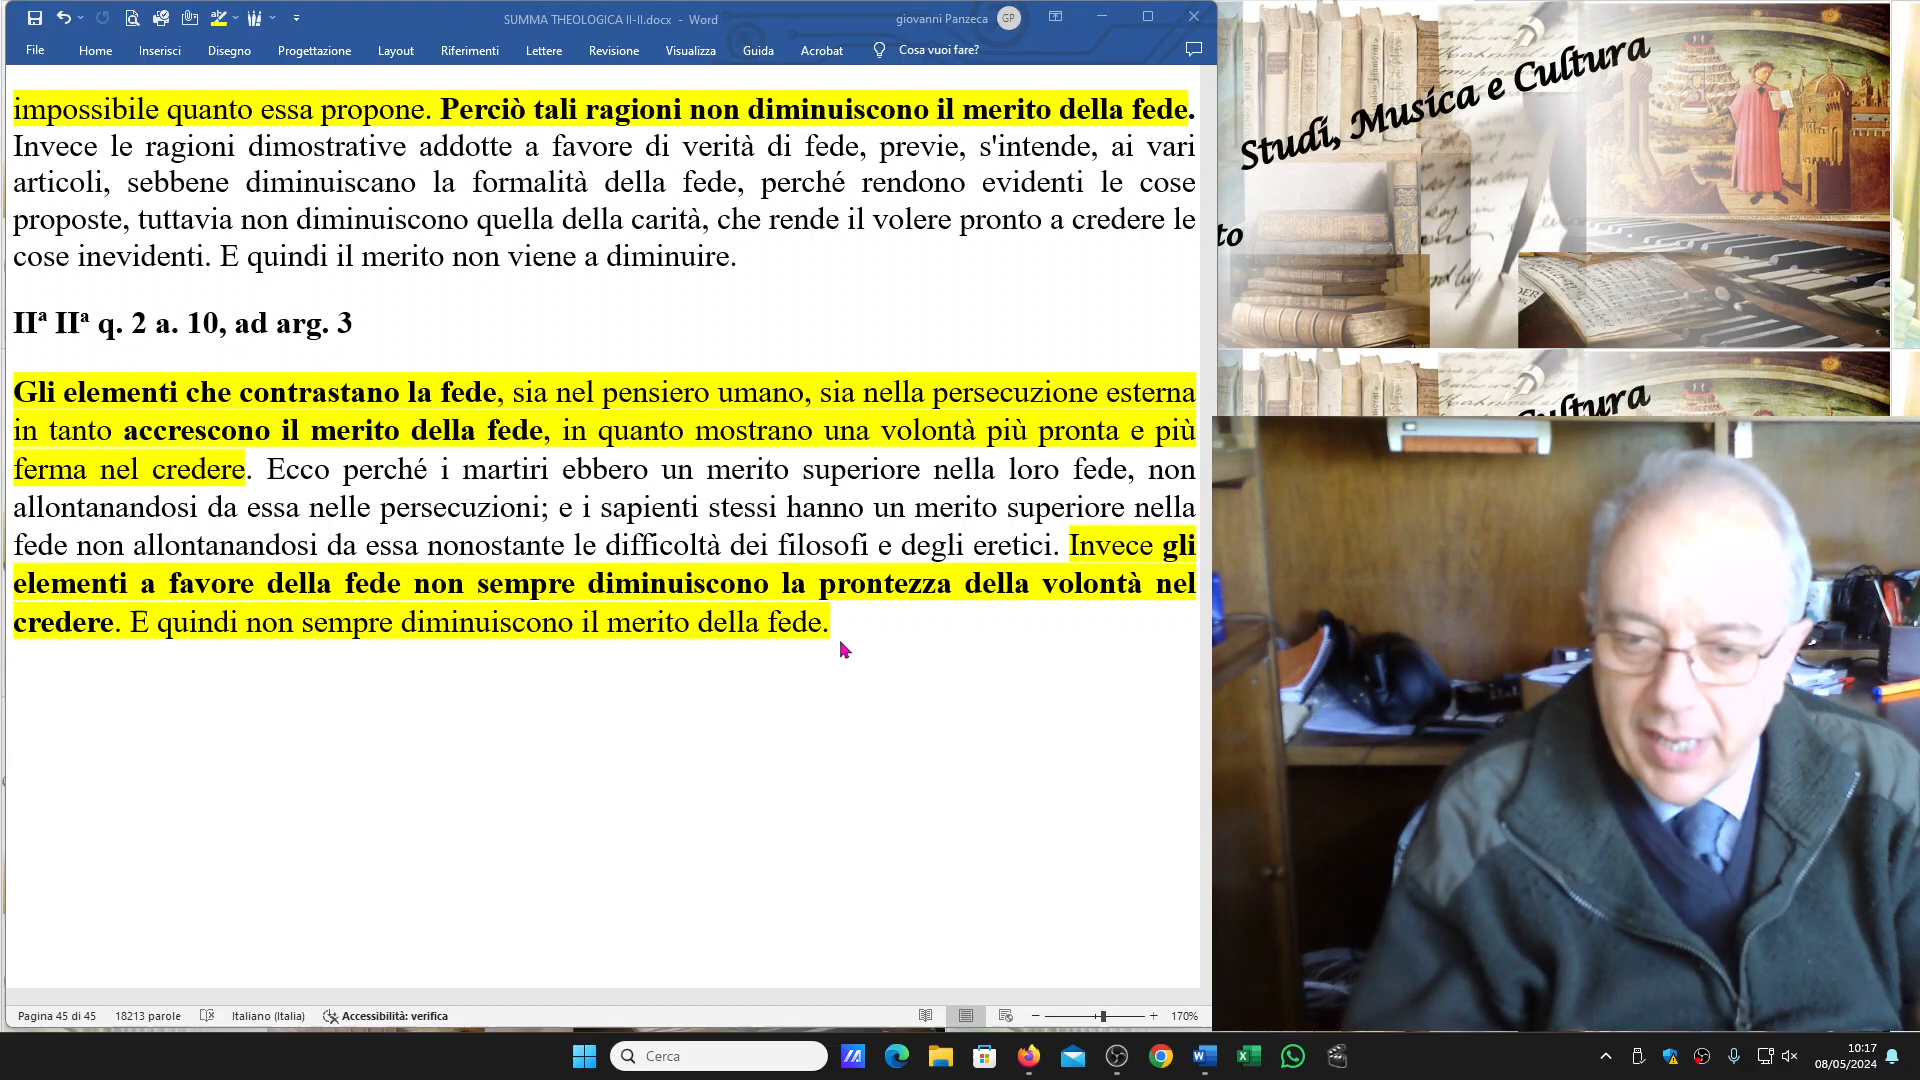 SUMMA THEOLOGICA II-II.docx - Word
giovanni Panzeca
GP
File
Home
Inserisci
Disegno
Progettazione
Layout
Riferimenti
Lettere
Revisione
Visualizza
Guida
Acrobat
Cosa vuoi fare?
impossibile quanto essa propone. Perciò tali ragioni non diminuiscono il merito della fede.
Invece le ragioni dimostrative addotte a favore di verità di fede, previe, s'intende, ai vari
articoli, sebbene diminuiscano la formalità della fede, perché rendono evidenti le cose
proposte, tuttavia non diminuiscono quella della carità, che rende il volere pronto a credere le
cose inevidenti. E quindi il merito non viene a diminuire.
IIª IIª q. 2 a. 10, ad arg. 3
Gli elementi che contrastano la fede, sia nel pensiero umano, sia nella persecuzione esterna
in tanto accrescono il merito della fede, in quanto mostrano una volontà più pronta e più
ferma nel credere. Ecco perché i martiri ebbero un merito superiore nella loro fede, non
allontanandosi da essa nelle persecuzioni; e i sapienti stessi hanno un merito superiore nella
fede non allontanandosi da essa nonostante le difficoltà dei filosofi e degli eretici. Invece gli
elementi a favore della fede non sempre diminuiscono la prontezza della volontà nel
credere. E quindi non sempre diminuiscono il merito della fede.
Studi, Musica e Cultura
to
Cultura
Pagina 45 di 45
18213 parole
Italiano (Italia)
Accessibilità: verifica
170%
Cerca
10:17
08/05/2024